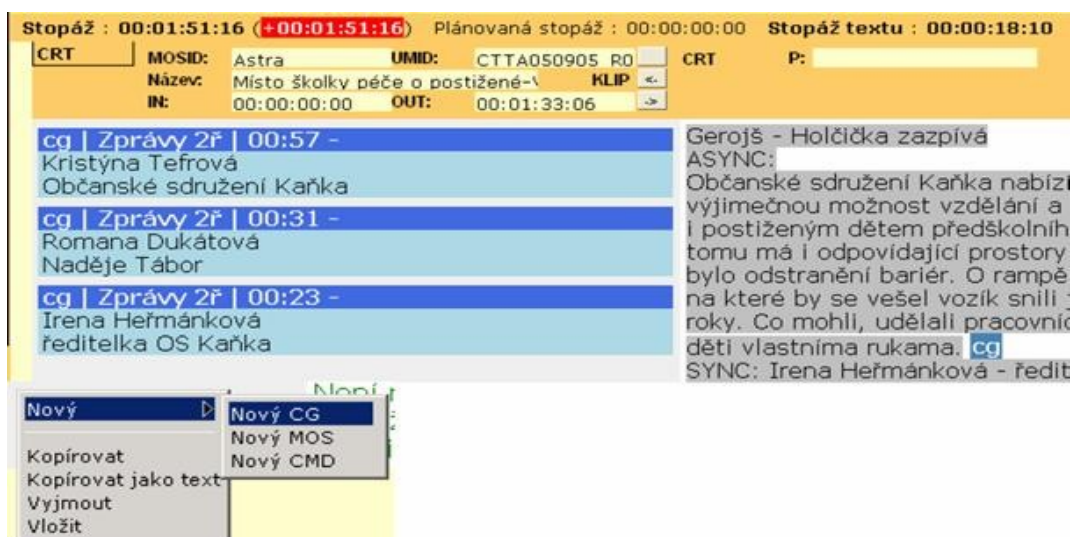 Stopáž : 00:01:51:16 (+00:01:51:16) Plánovaná stopáž : 00:00:00:00 Stopáž textu : 00:00:18:10
CRT MOSID: Astra UMID: CTTA050905 R0 CRT P:
Název: Místo školky péče o postižené- KLIP <-
IN: 00:00:00:00 OUT: 00:01:33:06 ->
cg | Zprávy 2ř | 00:57 -
Kristýna Tefrová
Občanské sdružení Kaňka
cg | Zprávy 2ř | 00:31 -
Romana Dukátová
Naděje Tábor
cg | Zprávy 2ř | 00:23 -
Irena Heřmánková
ředitelka OS Kaňka
Gerojš - Holčička zazpívá
ASYNC:
Občanské sdružení Kaňka nabízí
výjimečnou možnost vzdělání a
i postiženým dětem předškolníh
tomu má i odpovídající prostory
bylo odstranění bariér. O rampě
na které by se vešel vozík snili
roky. Co mohli, udělali pracovníc
děti vlastníma rukama. cg
SYNC: Irena Heřmánková - ředit
Nový
Kopírovat
Kopírovat jako text
Vyjmout
Vložit
Nový CG
Nový MOS
Nový CMD